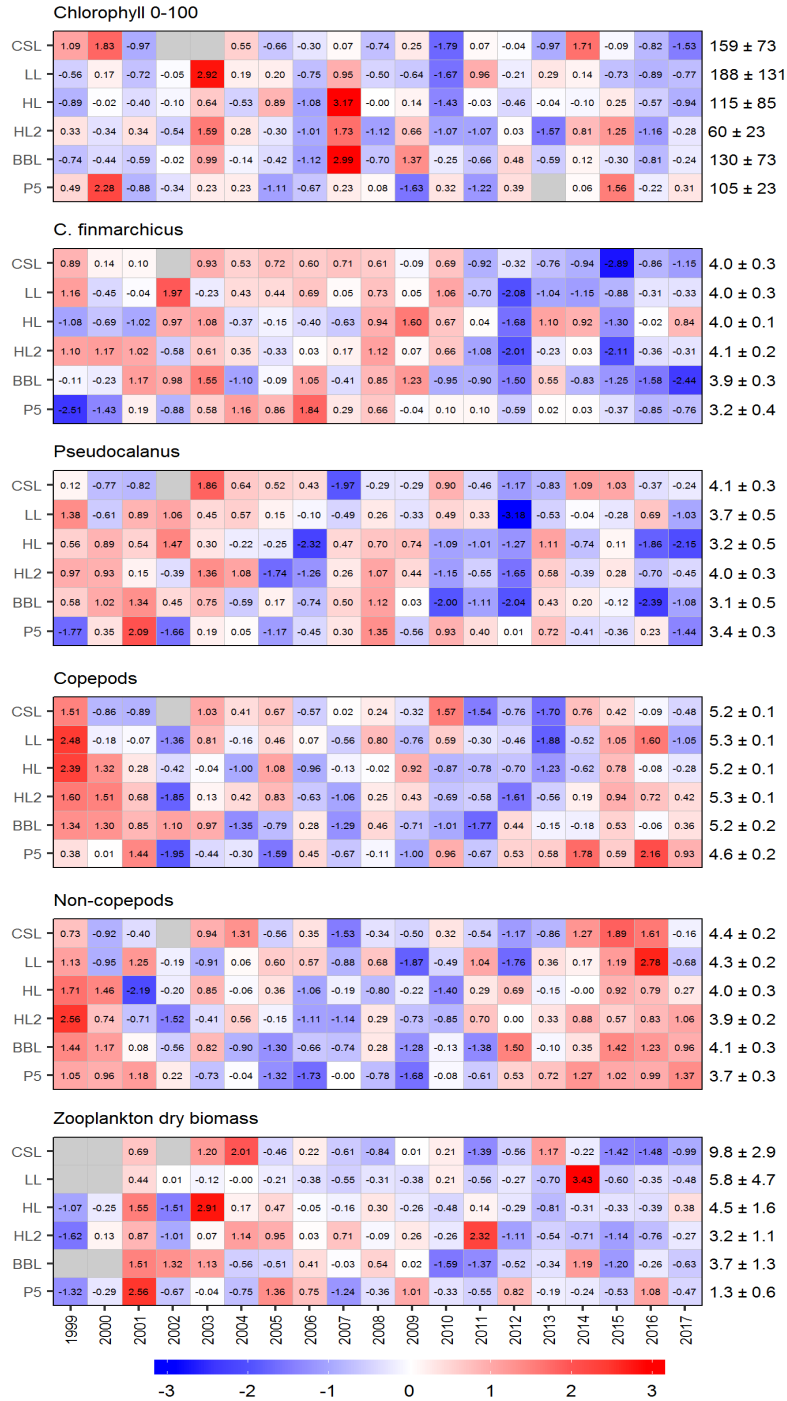 Chlorophyll 0-100
CSL 1.09 1.83 -0.97 0.55 -0.66 -0.30 0.07 -0.74 0.25 -1.79 0.07 -0.04 -0.97 1.71 -0.09 -0.82 -1.53 159 ± 73
LL -0.56 0.17 -0.72 -0.05 2.92 0.19 0.20 -0.75 0.95 -0.50 -0.64 -1.67 0.96 -0.21 0.29 0.14 -0.73 -0.89 -0.77 188 ± 131
HL -0.89 -0.02 -0.40 -0.10 0.64 -0.53 0.89 -1.08 3.17 -0.00 0.14 -1.43 -0.03 -0.46 -0.04 -0.10 0.25 -0.57 -0.94 115 ± 85
HL2 0.33 -0.34 0.34 -0.54 1.59 0.28 -0.30 -1.01 1.73 -1.12 0.66 -1.07 -1.07 0.03 -1.57 0.81 1.25 -1.16 -0.28 60 ± 23
BBL -0.74 -0.44 -0.59 -0.02 0.99 -0.14 -0.42 -1.12 2.99 -0.70 1.37 -0.25 -0.66 0.48 -0.59 0.12 -0.30 -0.81 -0.24 130 ± 73
P5 0.49 2.28 -0.88 -0.34 0.23 0.23 -1.11 -0.67 0.23 0.08 -1.63 0.32 -1.22 0.39 0.06 1.56 -0.22 0.31 105 ± 23
C. finmarchicus
CSL 0.89 0.14 0.10 0.93 0.53 0.72 0.60 0.71 0.61 -0.09 0.69 -0.92 -0.32 -0.76 -0.94 -2.89 -0.86 -1.15 4.0 ± 0.3
LL 1.16 -0.45 -0.04 1.97 -0.23 0.43 0.44 0.69 0.05 0.73 0.05 1.06 -0.70 -2.08 -1.04 -1.15 -0.88 -0.31 -0.33 4.0 ± 0.3
HL -1.08 -0.69 -1.02 0.97 1.08 -0.37 -0.15 -0.40 -0.63 0.94 1.60 0.67 0.04 -1.68 1.10 0.92 -1.30 -0.02 0.84 4.0 ± 0.1
HL2 1.10 1.17 1.02 -0.58 0.61 0.35 -0.33 0.03 0.17 1.12 0.07 0.66 -1.08 -2.01 -0.23 0.03 -2.11 -0.36 -0.31 4.1 ± 0.2
BBL -0.11 -0.23 1.17 0.98 1.55 -1.10 -0.09 1.05 -0.41 0.85 1.23 -0.95 -0.90 -1.50 0.55 -0.83 -1.25 -1.58 -2.44 3.9 ± 0.3
P5 -2.51 -1.43 0.19 -0.88 0.58 1.16 0.86 1.84 0.29 0.66 -0.04 0.10 0.10 -0.59 0.02 0.03 -0.37 -0.85 -0.76 3.2 ± 0.4
Pseudocalanus
CSL 0.12 -0.77 -0.82 1.86 0.64 0.52 0.43 -1.97 -0.29 -0.29 0.90 -0.46 -1.17 -0.83 1.09 1.03 -0.37 -0.24 4.1 ± 0.3
LL 1.38 -0.61 0.89 1.06 0.45 0.57 0.15 -0.10 -0.49 0.26 -0.33 0.49 0.33 -3.18 -0.53 -0.04 -0.28 0.69 -1.03 3.7 ± 0.5
HL 0.56 0.89 0.54 1.47 0.30 -0.22 -0.25 -2.32 0.47 0.70 0.74 -1.09 -1.01 -1.27 1.11 -0.74 0.11 -1.86 -2.15 3.2 ± 0.5
HL2 0.97 0.93 0.15 -0.39 1.36 1.08 -1.74 -1.26 0.26 1.07 0.44 -1.15 -0.55 -1.65 0.58 -0.39 0.28 -0.70 -0.45 4.0 ± 0.3
BBL 0.58 1.02 1.34 0.45 0.75 -0.59 0.17 -0.74 0.50 1.12 0.03 -2.00 -1.11 -2.04 0.43 0.20 -0.12 -2.39 -1.08 3.1 ± 0.5
P5 -1.77 0.35 2.09 -1.66 0.19 0.05 -1.17 -0.45 0.30 1.35 -0.56 0.93 0.40 0.01 0.72 -0.41 -0.36 0.23 -1.44 3.4 ± 0.3
Copepods
CSL 1.51 -0.86 -0.89 1.03 0.41 0.67 -0.57 0.02 0.24 -0.32 1.57 -1.54 -0.76 -1.70 0.76 0.42 -0.09 -0.48 5.2 ± 0.1
LL 2.48 -0.18 -0.07 -1.36 0.81 -0.16 0.46 0.07 -0.56 0.80 -0.76 0.59 -0.30 -0.46 -1.88 -0.52 1.05 1.60 -1.05 5.3 ± 0.1
HL 2.39 1.32 0.28 -0.42 -0.04 -1.00 1.08 -0.96 -0.13 -0.02 0.92 -0.87 -0.78 -0.70 -1.23 -0.62 0.78 -0.08 -0.28 5.2 ± 0.1
HL2 1.60 1.51 0.68 -1.85 0.13 0.42 0.83 -0.63 -1.06 0.25 0.43 -0.69 -0.58 -1.61 -0.56 0.19 0.94 0.72 0.42 5.3 ± 0.1
BBL 1.34 1.30 0.85 1.10 0.97 -1.35 -0.79 0.28 -1.29 0.46 -0.71 -1.01 -1.77 0.44 -0.15 -0.18 0.53 -0.06 0.36 5.2 ± 0.2
P5 0.38 0.01 1.44 -1.95 -0.44 -0.30 -1.59 0.45 -0.67 -0.11 -1.00 0.96 -0.67 0.53 0.58 1.78 0.59 2.16 0.93 4.6 ± 0.2
Non-copepods
CSL 0.73 -0.92 -0.40 0.94 1.31 -0.56 0.35 -1.53 -0.34 -0.50 0.32 -0.54 -1.17 -0.86 1.27 1.89 1.61 -0.16 4.4 ± 0.2
LL 1.13 -0.95 1.25 -0.19 -0.91 0.06 0.60 0.57 -0.88 0.68 -1.87 -0.49 1.04 -1.76 0.36 0.17 1.19 2.78 -0.68 4.3 ± 0.2
HL 1.71 1.46 -2.19 -0.20 0.85 -0.06 0.36 -1.06 -0.19 -0.80 -0.22 -1.40 0.29 0.69 -0.15 -0.00 0.92 0.79 0.27 4.0 ± 0.3
HL2 2.56 0.74 -0.71 -1.52 -0.41 0.56 -0.15 -1.11 -1.14 0.29 -0.73 -0.85 0.70 0.00 0.33 0.88 0.57 0.83 1.06 3.9 ± 0.2
BBL 1.44 1.17 0.08 -0.56 0.82 -0.90 -1.30 -0.66 -0.74 0.28 -1.28 -0.13 -1.38 1.50 -0.10 0.35 1.42 1.23 0.96 4.1 ± 0.3
P5 1.05 0.96 1.18 0.22 -0.73 -0.04 -1.32 -1.73 -0.00 -0.78 -1.68 -0.08 -0.61 0.53 0.72 1.27 1.02 0.99 1.37 3.7 ± 0.3
Zooplankton dry biomass
CSL 0.69 1.20 2.01 -0.46 0.22 -0.61 -0.84 0.01 0.21 -1.39 -0.56 1.17 -0.22 -1.42 -1.48 -0.99 9.8 ± 2.9
LL 0.44 0.01 -0.12 -0.00 -0.21 -0.58 -0.55 -0.31 -0.38 0.21 -0.56 -0.27 -0.70 3.43 -0.60 -0.35 -0.48 5.8 ± 4.7
HL -1.07 -0.25 1.55 -1.51 2.91 0.17 0.47 -0.05 -0.16 0.30 -0.26 -0.48 0.14 -0.29 -0.81 -0.31 -0.33 -0.39 0.38 4.5 ± 1.6
HL2 -1.62 0.13 0.87 -1.01 0.07 1.14 0.95 0.03 0.71 -0.09 0.26 -0.26 2.32 -1.11 -0.54 -0.71 -1.14 -0.76 -0.27 3.2 ± 1.1
BBL 1.51 1.32 1.13 -0.56 -0.51 0.41 -0.03 0.54 0.02 -1.59 -1.37 -0.52 -0.34 1.19 -1.20 -0.26 -0.63 3.7 ± 1.3
P5 -1.32 -0.29 2.56 -0.67 -0.04 -0.75 1.36 0.75 -1.24 -0.36 1.01 -0.33 -0.55 0.82 -0.19 -0.24 -0.53 1.08 -0.47 1.3 ± 0.6
1999 2000 2001 2002 2003 2004 2005 2006 2007 2008 2009 2010 2011 2012 2013 2014 2015 2016 2017
-3 -2 -1 0 1 2 3